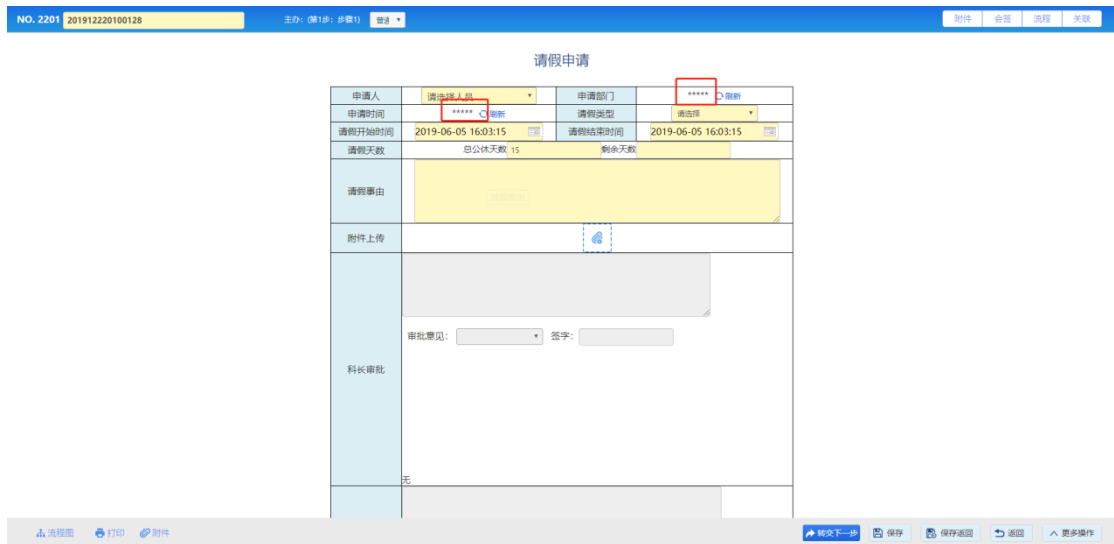 NO. 2201 201912220100128 主办: (第1步: 步骤1) 普通 附件 会签 流程 关联
请假申请
申请人 请选择人员 申请部门 ***** 刷新
申请时间 ***** 刷新 请假类型 请选择
请假开始时间 2019-06-05 16:03:15 请假结束时间 2019-06-05 16:03:15
请假天数 总公休天数 15 剩余天数
请假事由
附件上传
审批意见: 签字:
科长审批
无
流程图 打印 附件 转交下一步 保存 保存返回 返回 更多操作